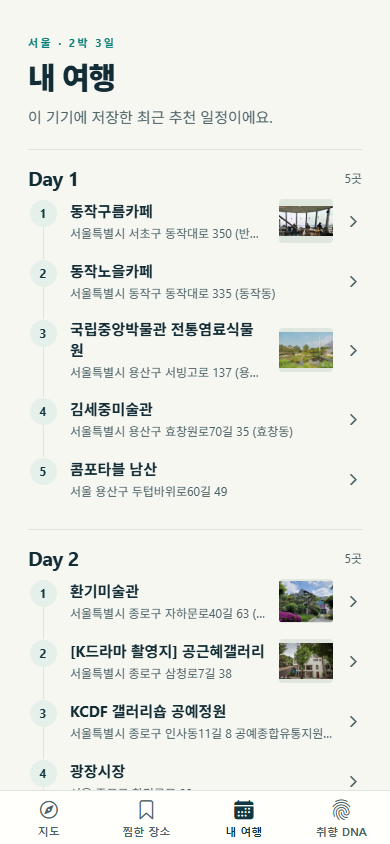 서울 · 2박 3일
내 여행
이 기기에 저장한 최근 추천 일정이에요.
Day 1
5곳
1
동작구름카페
서울특별시 서초구 동작대로 350 (반...
2
동작노을카페
서울특별시 동작구 동작대로 335 (동작동)
3
국립중앙박물관 전통염료식물
원
서울특별시 용산구 서빙고로 137 (용...
4
김세중미술관
서울특별시 용산구 효창원로70길 35 (효창동)
5
콤포타블 남산
서울 용산구 두텁바위로60길 49
Day 2
5곳
1
환기미술관
서울특별시 종로구 자하문로40길 63 (...
2
[K드라마 촬영지] 공근혜갤러리
서울특별시 종로구 삼청로7길 38
3
KCDF 갤러리숍 공예정원
서울특별시 종로구 인사동11길 8 공예종합유통지원...
4
광장시장
지도
찜한 장소
내 여행
취향 DNA